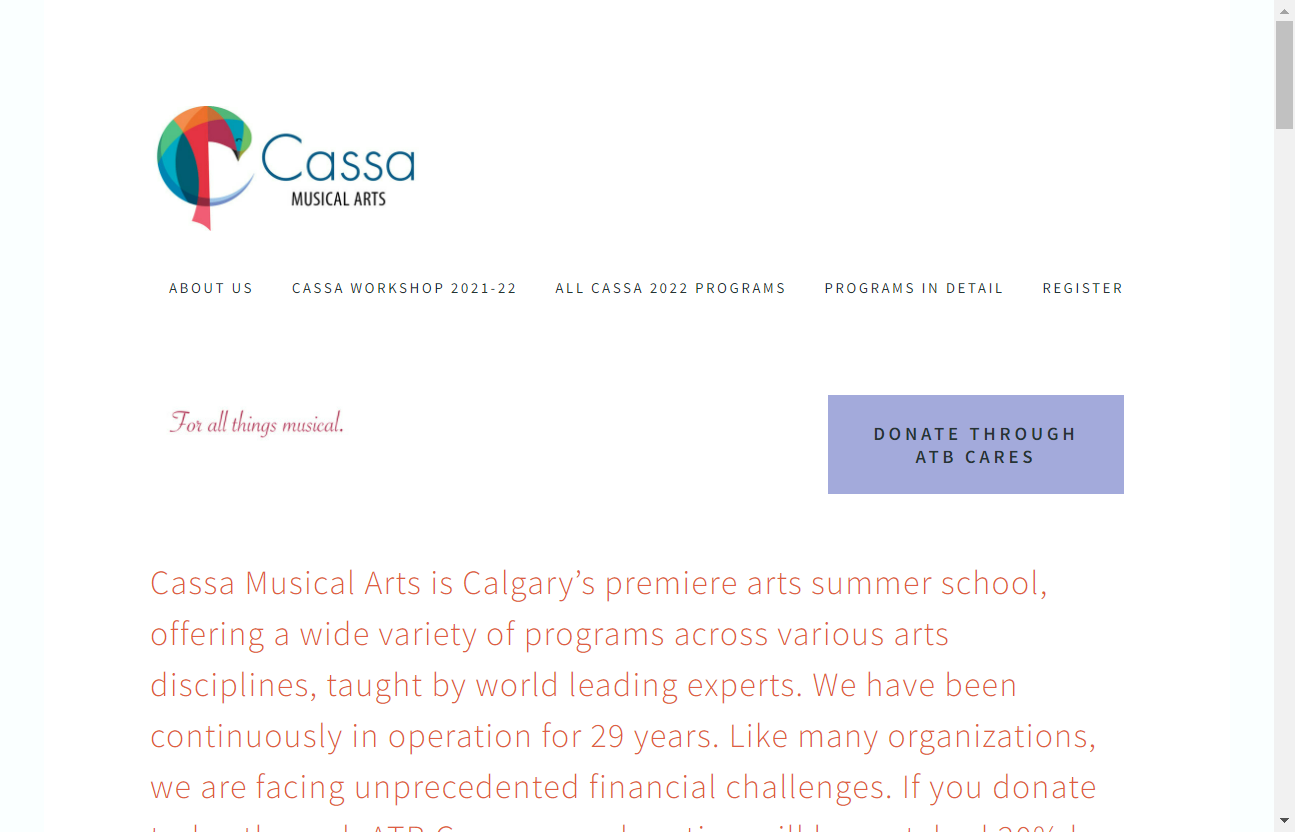 Cassa
MUSICAL ARTS
ABOUT US CASSA WORKSHOP 2021-22 ALL CASSA 2022 PROGRAMS PROGRAMS IN DETAIL REGISTER
For all things musical.
DONATE THROUGH
ATB CARES
Cassa Musical Arts is Calgary’s premiere arts summer school,
offering a wide variety of programs across various arts
disciplines, taught by world leading experts. We have been
continuously in operation for 29 years. Like many organizations,
we are facing unprecedented financial challenges. If you donate